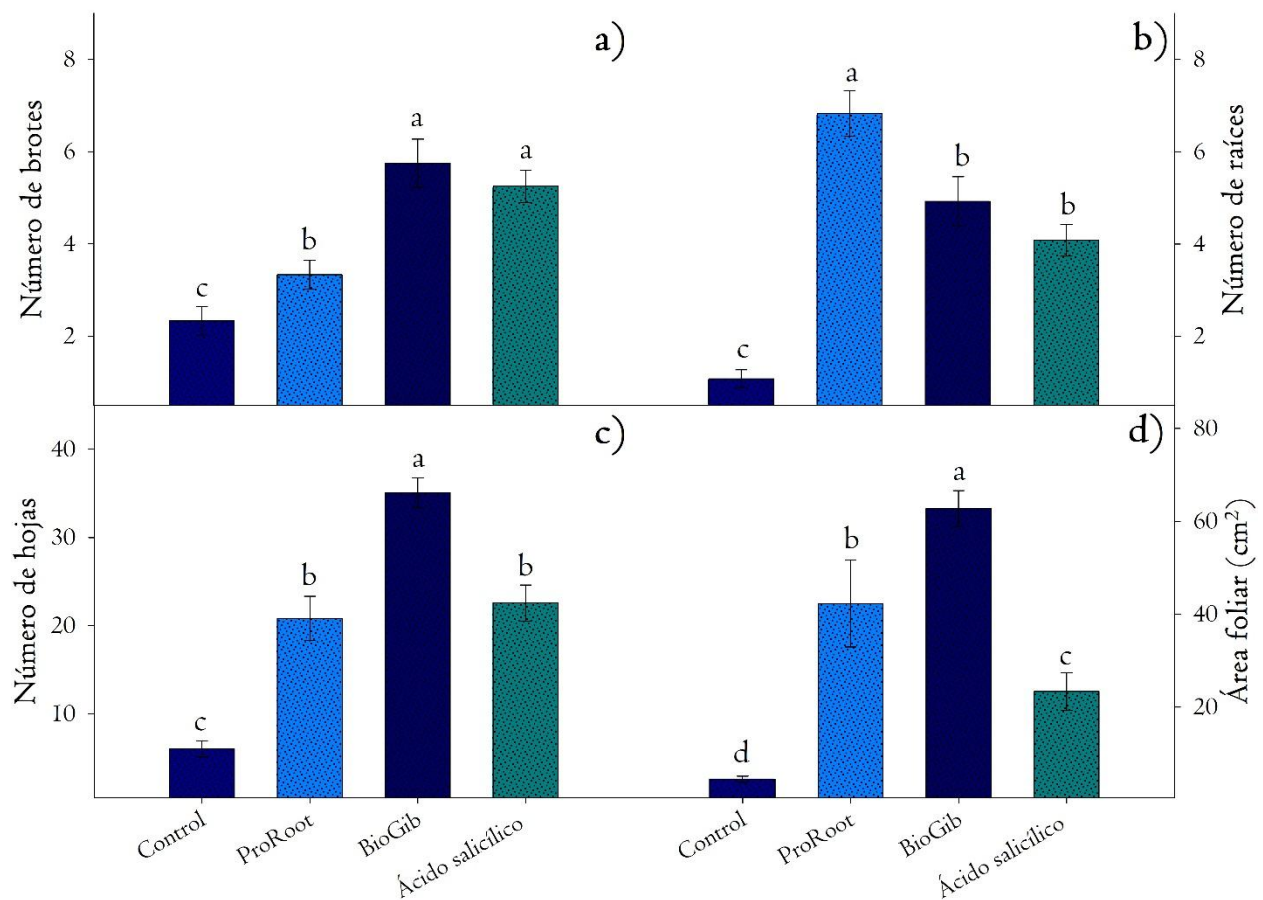 a)
Número de brotes
8
6
4
2
c
b
a
a
b)
Número de raíces
8
6
4
2
c
a
b
b
c)
Número de hojas
40
30
20
10
c
b
a
b
d)
Área foliar (cm²)
80
60
40
20
d
b
a
c
Control
ProRoot
BioGib
Ácido salicílico
Control
ProRoot
BioGib
Ácido salicílico